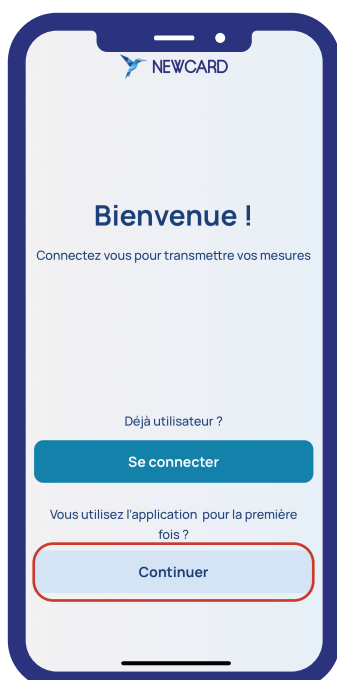 NEWCARD
Bienvenue !
Connectez vous pour transmettre vos mesures
Déjà utilisateur ?
Se connecter
Vous utilisez l'application pour la première
fois ?
Continuer